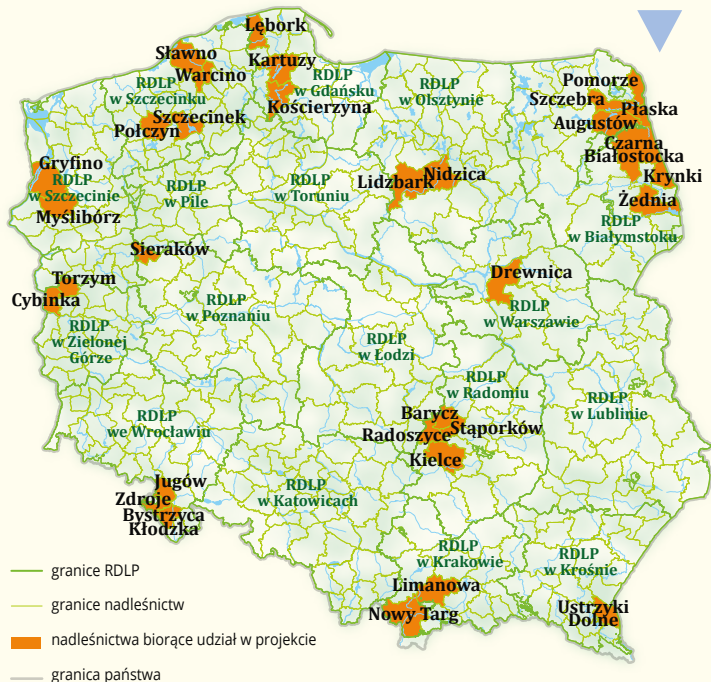 Lębork
Sławno
Kartuzy
Warcino
RDLP
w Gdańsku
RDLP
w Szczecinku
RDLP
w Olsztynie
Pomorze
Szczebra
Płaska
Kościerzyna
Szczecinek
Połczyn
Augustów
Czarna
Białostocka
Krynki
Gryfino
RDLP
w Szczecinie
Myślibórz
RDLP
w Pile
RDLP
w Toruniu
Lidzbark
Nidzica
Żednia
RDLP
w Białymstoku
Sieraków
Torzym
Cybinka
Drewnica
RDLP
w Poznaniu
RDLP
w Warszawie
RDLP
w Zielonej
Górze
RDLP
w Łodzi
RDLP
w Radomiu
RDLP
w Lublinie
RDLP
we Wrocławiu
Barycz
Radoszyce
Stąporków
Kielce
Jugów
Zdroje
Bystrzyca
Kłodzka
RDLP
w Katowicach
RDLP
w Krakowie
RDLP
w Krośnie
Limanowa
Nowy Targ
Ustrzyki
Dolne
granice RDLP
granice nadleśnictw
nadleśnictwa biorące udział w projekcie
granica państwa